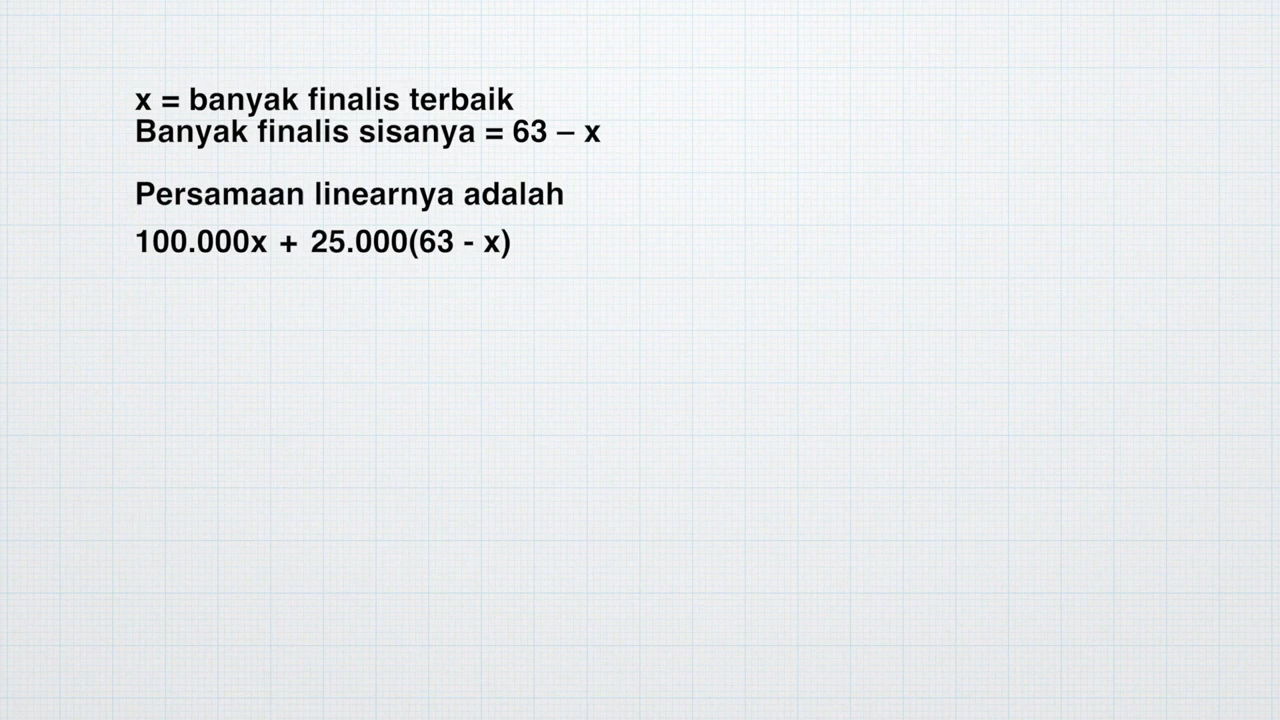 x = banyak finalis terbaik
Banyak finalis sisanya = 63 – x
Persamaan linearnya adalah
100.000x + 25.000(63 - x)